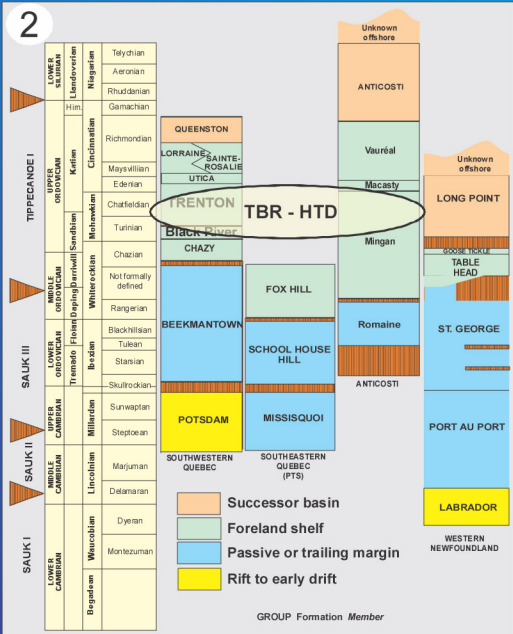 2
TIPPECANOE I
SAUK III
SAUK II
SAUK I
LOWER SILURIAN
UPPER ORDOVICIAN
MIDDLE ORDOVICIAN
LOWER ORDOVICIAN
UPPER CAMBRIAN
MIDDLE CAMBRIAN
LOWER CAMBRIAN
Llandoverian
Hirn.
Katian
Sandbian
Darriwill
Daping
Floian
Tremado
Niagarian
Cincinnatian
Mohawkian
Whiterockian
Ibexian
Millardan
Lincolnian
Waucobian
Begadean
Telychian
Aeronian
Rhuddanian
Gamachian
Richmondian
Maysvillian
Edenian
Chatfieldian
Turinian
Chazian
Not formally
defined
Rangerian
Blackhillsian
Tulean
Starsian
Skullrockian
Sunwaptan
Steptoean
Marjuman
Delamaran
Dyeran
Montezuman
QUEENSTON
LORRAINE
SAINTE-
ROSALIE
UTICA
TRENTON
Black River
CHAZY
BEEKMANTOWN
POTSDAM
SOUTHWESTERN
QUEBEC
TBR - HTD
FOX HILL
SCHOOL HOUSE
HILL
MISSISQUOI
SOUTHEASTERN
QUEBEC
(PTS)
Unknown
offshore
ANTICOSTI
Vauréal
Macasty
Mingan
Romaine
ANTICOSTI
Unknown
offshore
LONG POINT
GOOSE TICKLE
TABLE
HEAD
ST. GEORGE
PORT AU PORT
LABRADOR
WESTERN
NEWFOUNDLAND
Successor basin
Foreland shelf
Passive or trailing margin
Rift to early drift
GROUP Formation Member